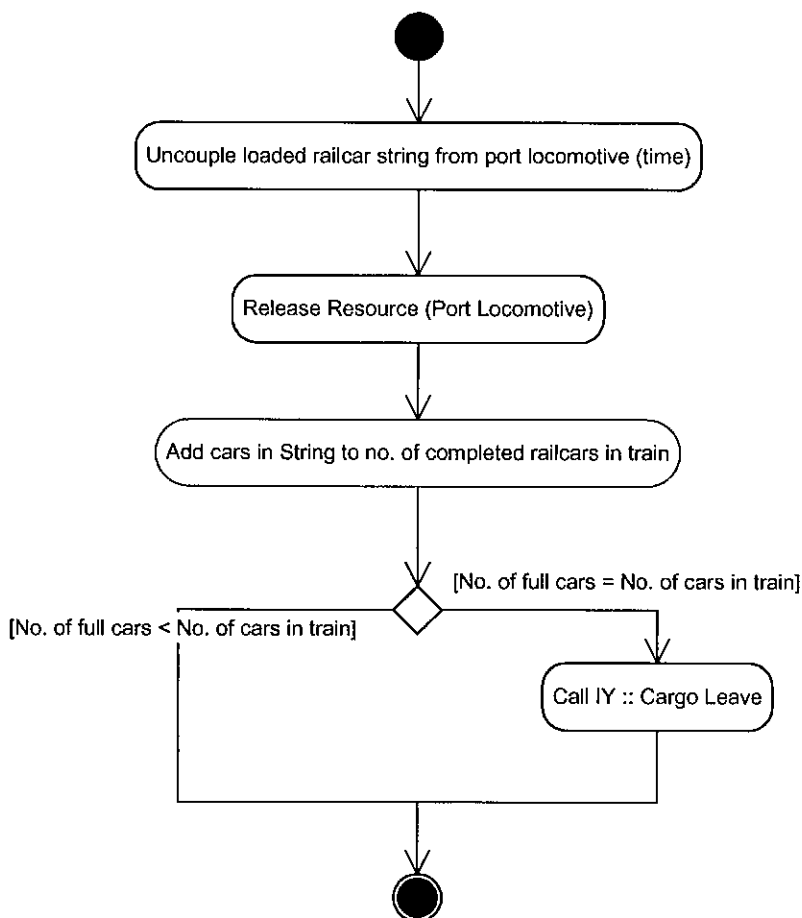 Uncouple loaded railcar string from port locomotive (time)
Release Resource (Port Locomotive)
Add cars in String to no. of completed railcars in train
[No. of full cars = No. of cars in train]
[No. of full cars < No. of cars in train]
Call IY :: Cargo Leave